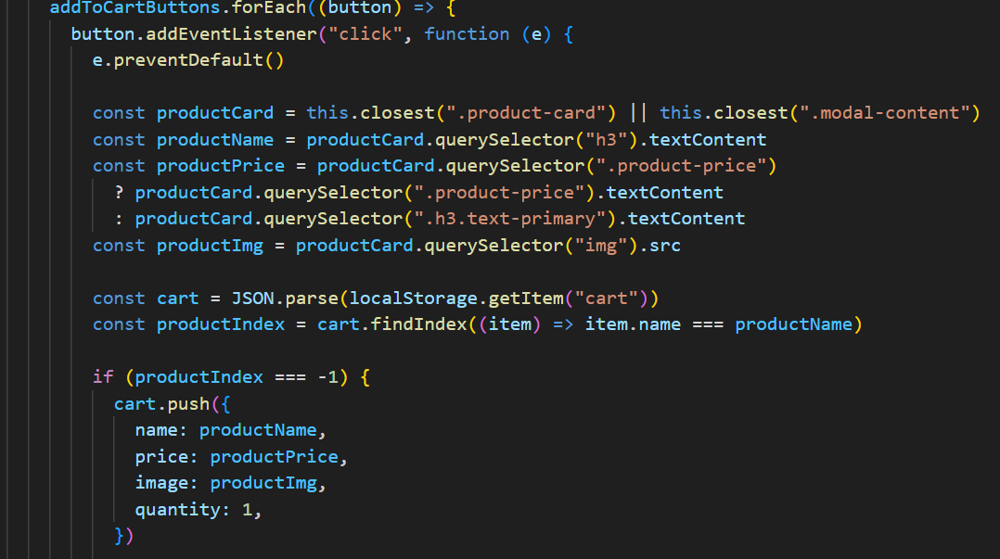 addToCartButtons.forEach((button) => {
button.addEventListener("click", function (e) {
e.preventDefault()
const productCard = this.closest(".product-card") || this.closest(".modal-content")
const productName = productCard.querySelector("h3").textContent
const productPrice = productCard.querySelector(".product-price")
? productCard.querySelector(".product-price").textContent
: productCard.querySelector(".h3.text-primary").textContent
const productImg = productCard.querySelector("img").src
const cart = JSON.parse(localStorage.getItem("cart"))
const productIndex = cart.findIndex((item) => item.name === productName)
if (productIndex === -1) {
cart.push({
name: productName,
price: productPrice,
image: productImg,
quantity: 1,
})